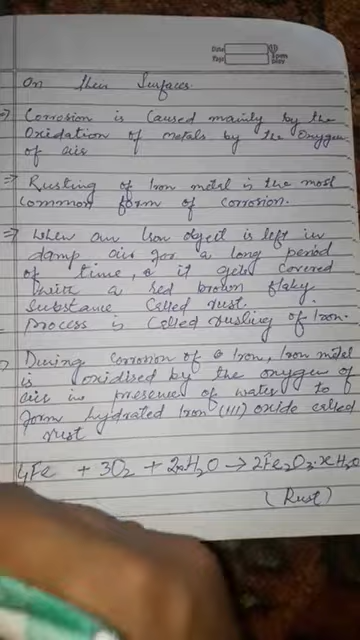 Date
Page
on their Surfaces.
⇒ Corrosion is Caused mainly by the
Oxidation of metals by the Oxygen
of air
⇒ Rusting of Iron metal is the most
Common form of corrosion.
⇒ When an Iron object is left in
damp air for a long period
of time, it gets covered
with a red brown flaky
Substance Called rust.
Process is Called rusting of Iron.
During corrosion of Iron, Iron metal
is oxidised by the oxygen of
air in presence of water to
form hydrated Iron (III) oxide called
rust
4Fe + 3O₂ + 2xH₂O → 2Fe₂O₃.xH₂O
(Rust)